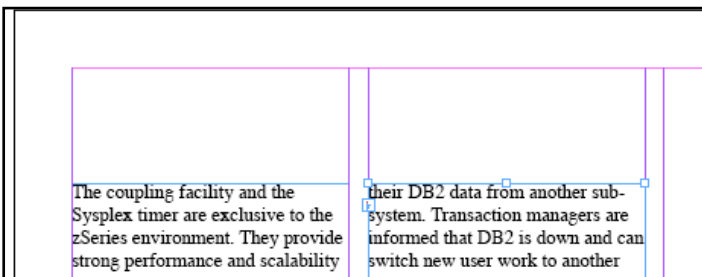 The coupling facility and the
Sysplex timer are exclusive to the
zSeries environment. They provide
strong performance and scalability
their DB2 data from another sub-
system. Transaction managers are
informed that DB2 is down and can
switch new user work to another